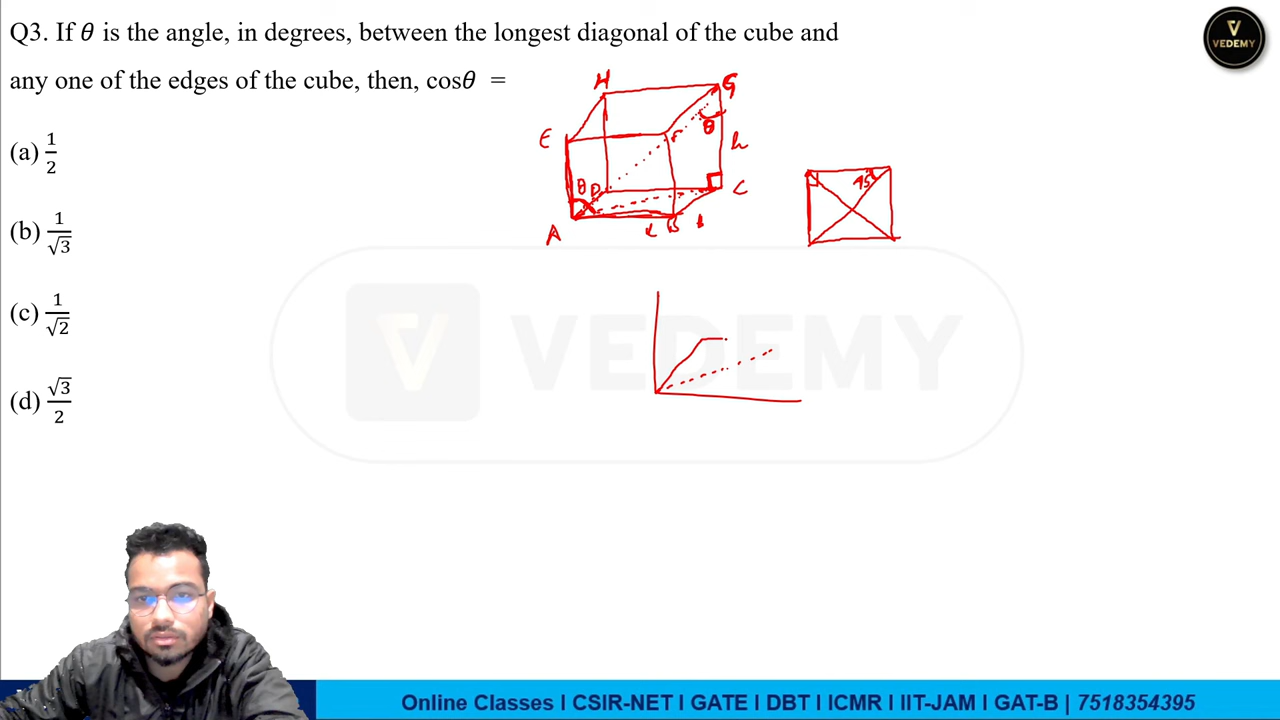 Q3. If θ is the angle, in degrees, between the longest diagonal of the cube and
any one of the edges of the cube, then, cosθ =
(a) 1/2
(b) 1/√3
(c) 1/√2
(d) √3/2
H G
E F θ h
θ D C
A B
45°
VEDEMY
VEDEMY
Online Classes I CSIR-NET I GATE I DBT I ICMR I IIT-JAM I GAT-B | 7518354395